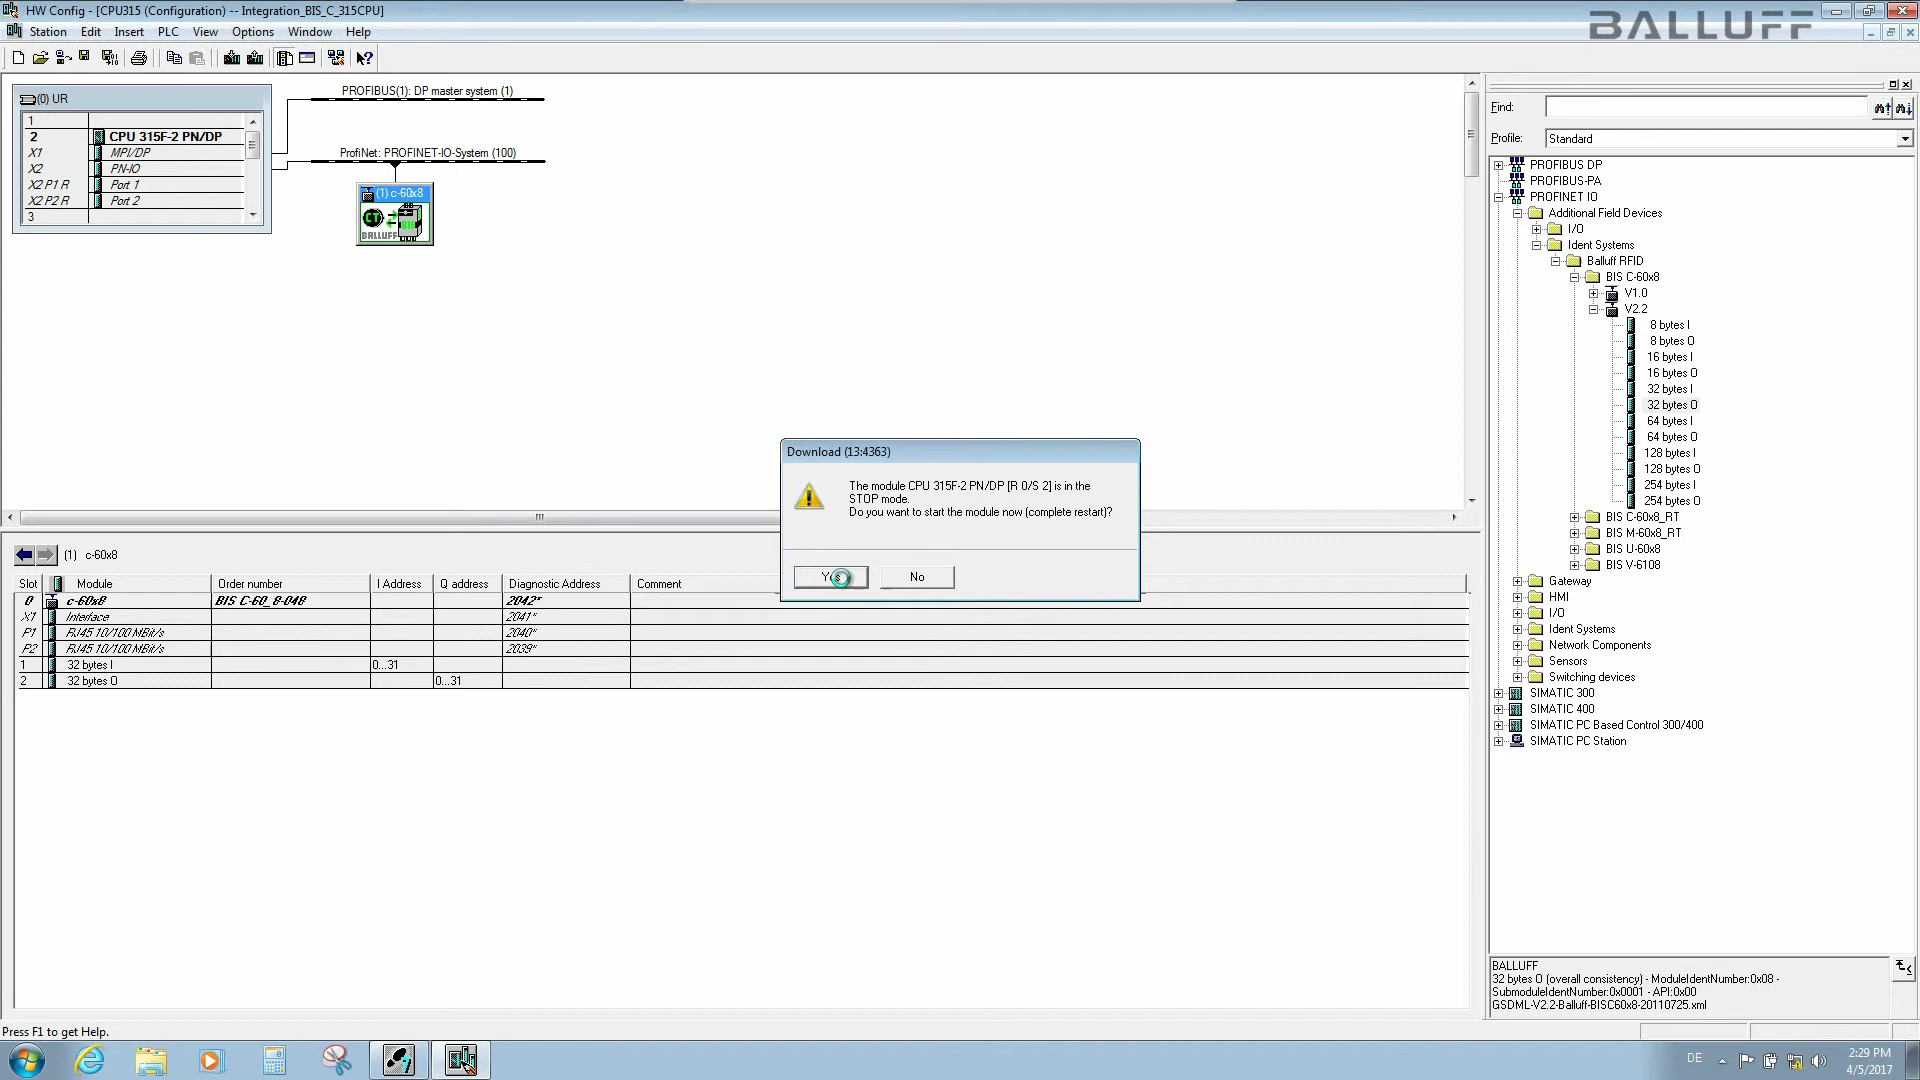 HW Config - [CPU315 (Configuration) -- Integration_BIS_C_315CPU]
BALLUFF
Station Edit Insert PLC View Options Window Help
(0) UR
1
2 CPU 315F-2 PN/DP
X1 MPI/DP
X2 PN-IO
X2 P1 R Port 1
X2 P2 R Port 2
3
PROFIBUS(1): DP master system (1)
ProfiNet: PROFINET-IO-System (100)
(1) c-60x8
CT BIS
BALLUFF
Find:
Profile: Standard
PROFIBUS DP
PROFIBUS-PA
PROFINET IO
Additional Field Devices
I/O
Ident Systems
Balluff RFID
BIS C-60x8
V1.0
V2.2
8 bytes I
8 bytes O
16 bytes I
16 bytes O
32 bytes I
32 bytes O
64 bytes I
64 bytes O
128 bytes I
128 bytes O
254 bytes I
254 bytes O
BIS C-60x8_RT
BIS M-60x8_RT
BIS U-60x8
BIS V-6108
Gateway
HMI
I/O
Ident Systems
Network Components
Sensors
Switching devices
SIMATIC 300
SIMATIC 400
SIMATIC PC Based Control 300/400
SIMATIC PC Station
Download (13:4363)
The module CPU 315F-2 PN/DP [R 0/S 2] is in the
STOP mode.
Do you want to start the module now (complete restart)?
Yes No
(1) c-60x8
Slot Module Order number I Address Q address Diagnostic Address Comment
0 c-60x8 BIS C-60_8-048 2042*
X1 Interface 2041*
P1 RJ45 10/100 MBit/s 2040*
P2 RJ45 10/100 MBit/s 2039*
1 32 bytes I 0...31
2 32 bytes O 0...31
BALLUFF
32 bytes O (overall consistency) - ModuleIdentNumber:0x08 -
SubmoduleIdentNumber:0x0001 - API:0x00
GSDML-V2.2-Balluff-BISC60x8-20110725.xml
Press F1 to get Help.
DE
2:29 PM
4/5/2017